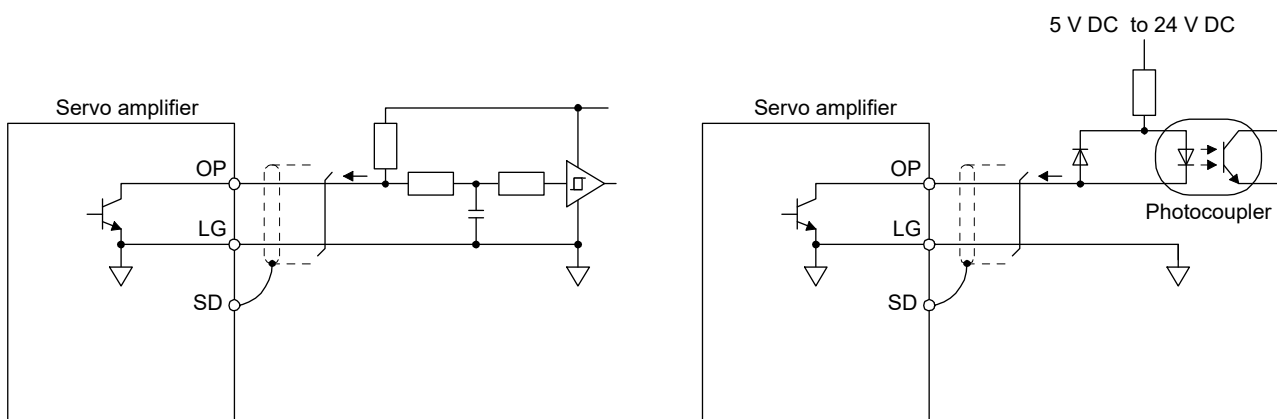 5 V DC to 24 V DC
Servo amplifier
OP
LG
SD
Servo amplifier
OP
LG
SD
Photocoupler